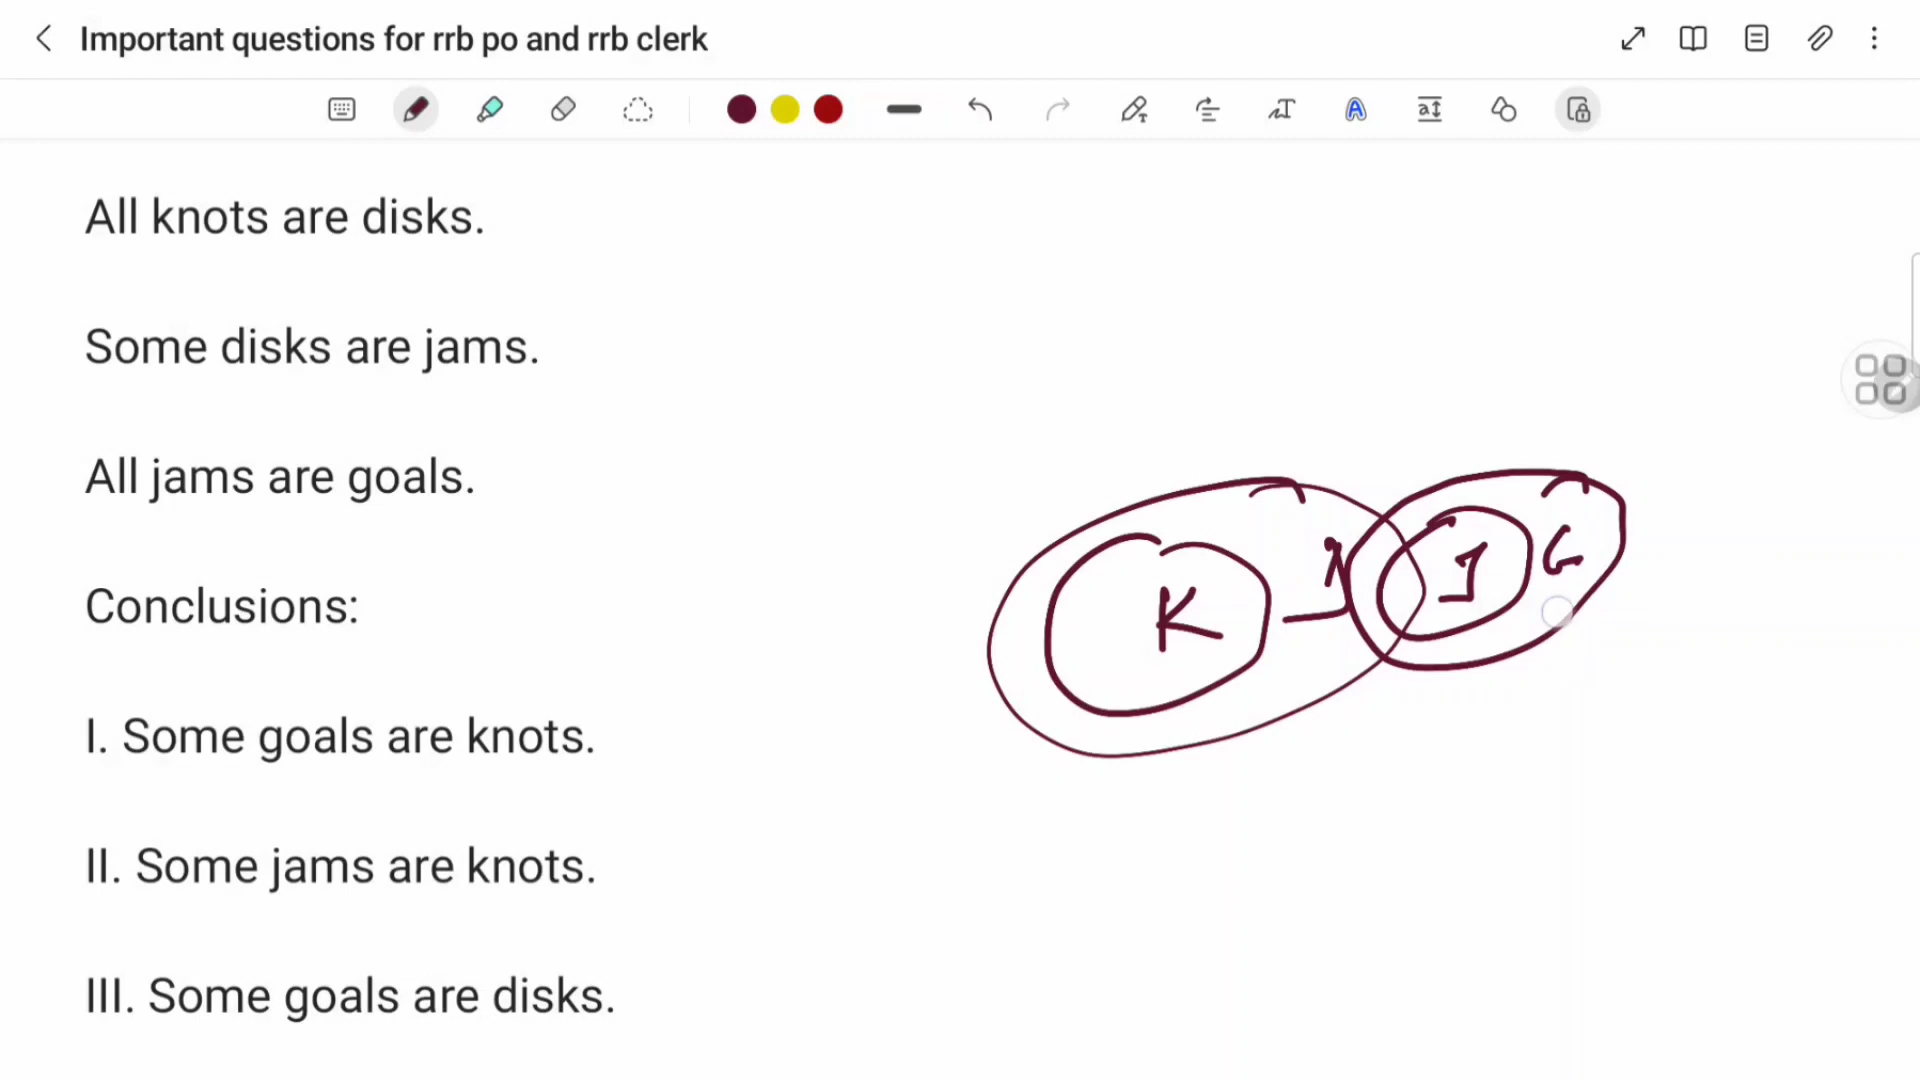 Important questions for rrb po and rrb clerk
All knots are disks.
Some disks are jams.
All jams are goals.
Conclusions:
I. Some goals are knots.
II. Some jams are knots.
III. Some goals are disks.
K D J G